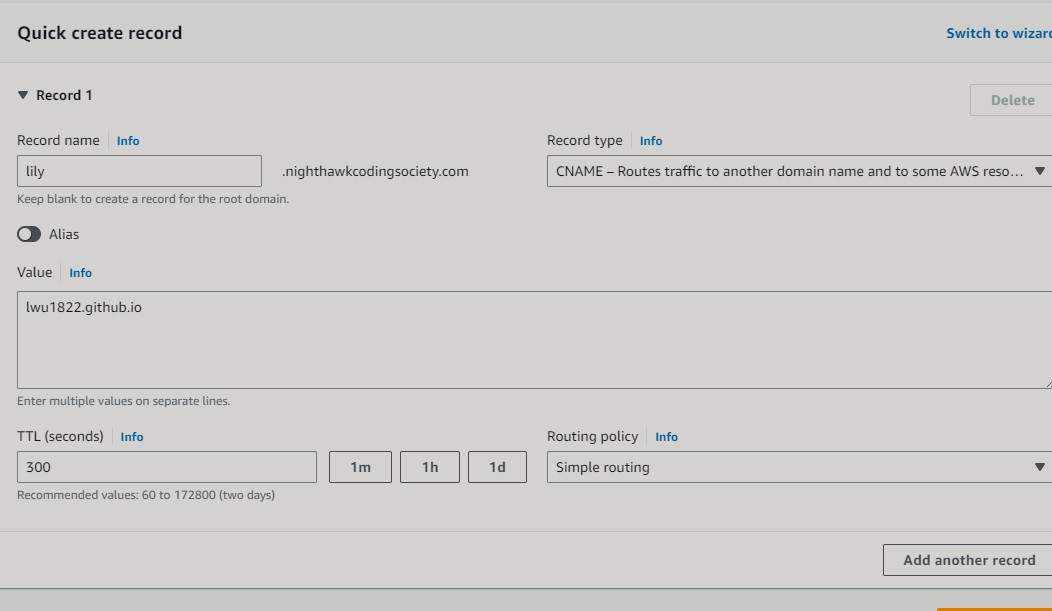 Quick create record
Switch to wizard
Record 1
Delete
Record name Info
Record type Info
lily .nighthawkcodingsociety.com
CNAME – Routes traffic to another domain name and to some AWS reso...
Keep blank to create a record for the root domain.
Alias
Value Info
lwu1822.github.io
Enter multiple values on separate lines.
TTL (seconds) Info
Routing policy Info
300 1m 1h 1d
Simple routing
Recommended values: 60 to 172800 (two days)
Add another record